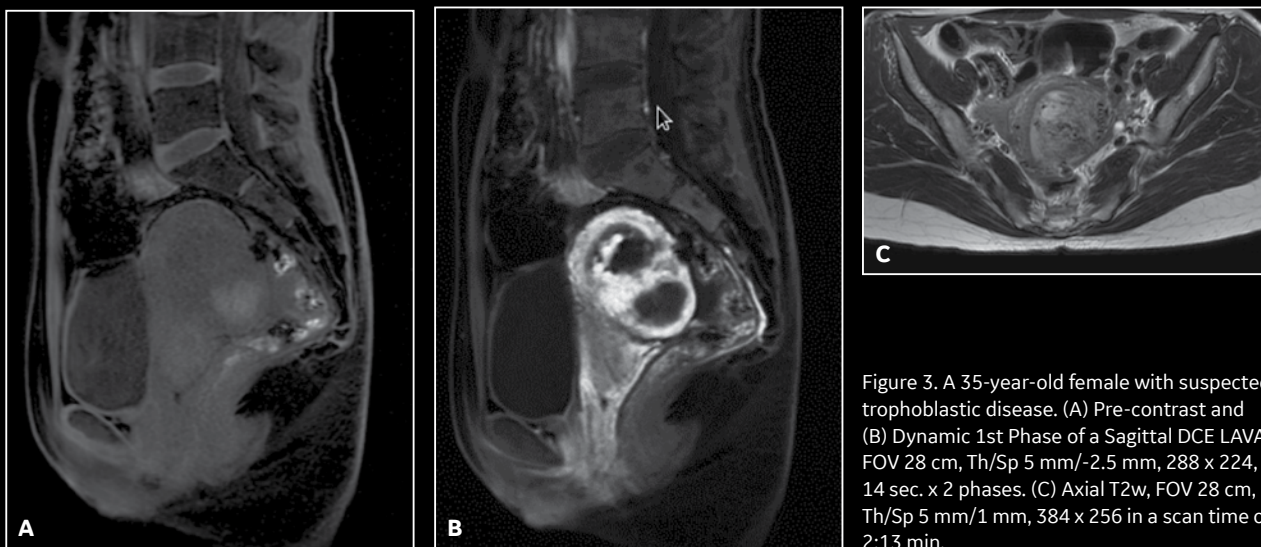 A
B
C
Figure 3. A 35-year-old female with suspected
trophoblastic disease. (A) Pre-contrast and
(B) Dynamic 1st Phase of a Sagittal DCE LAVA
FOV 28 cm, Th/Sp 5 mm/-2.5 mm, 288 x 224,
14 sec. x 2 phases. (C) Axial T2w, FOV 28 cm,
Th/Sp 5 mm/1 mm, 384 x 256 in a scan time
2:13 min.